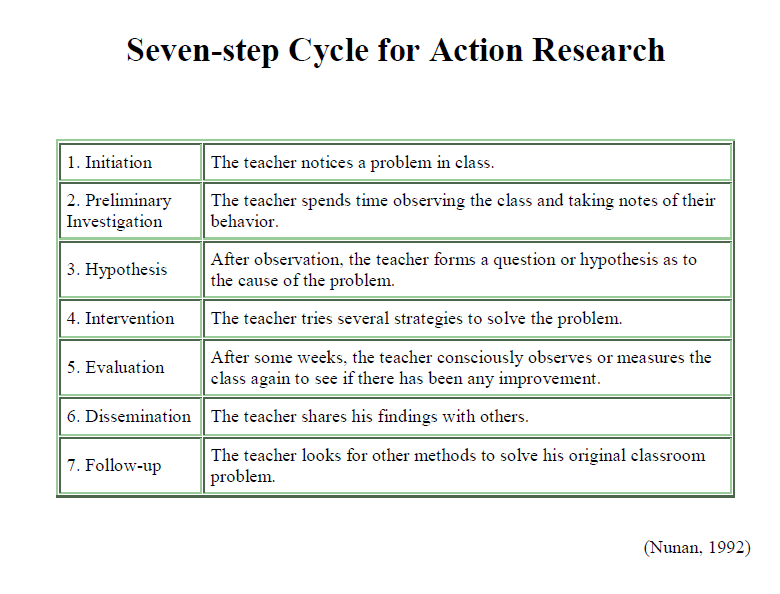 Seven-step Cycle for Action Research
1. Initiation
The teacher notices a problem in class.
2. Preliminary
Investigation
The teacher spends time observing the class and taking notes of their
behavior.
3. Hypothesis
After observation, the teacher forms a question or hypothesis as to
the cause of the problem.
4. Intervention
The teacher tries several strategies to solve the problem.
5. Evaluation
After some weeks, the teacher consciously observes or measures the
class again to see if there has been any improvement.
6. Dissemination
The teacher shares his findings with others.
7. Follow-up
The teacher looks for other methods to solve his original classroom
problem.
(Nunan, 1992)